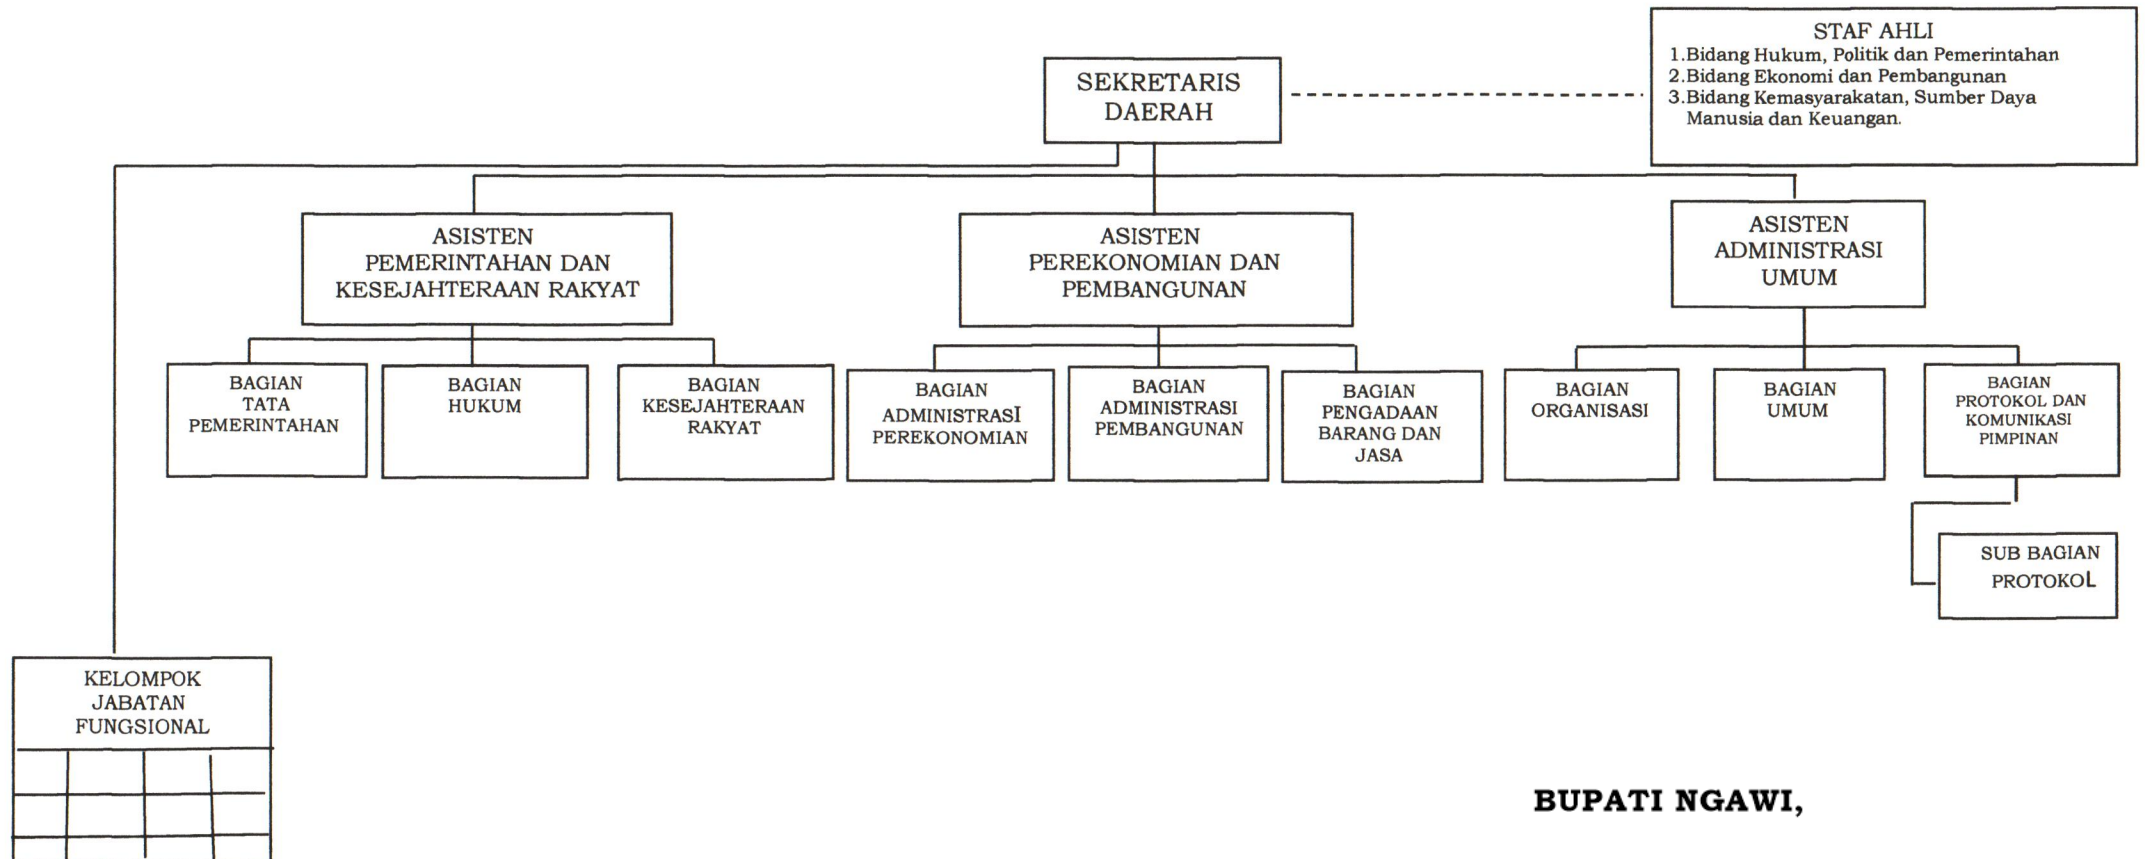 STAF AHLI
1.Bidang Hukum, Politik dan Pemerintahan
2.Bidang Ekonomi dan Pembangunan
3.Bidang Kemasyarakatan, Sumber Daya
Manusia dan Keuangan.
SEKRETARIS
DAERAH
ASISTEN
PEMERINTAHAN DAN
KESEJAHTERAAN RAKYAT
ASISTEN
PEREKONOMIAN DAN
PEMBANGUNAN
ASISTEN
ADMINISTRASI
UMUM
BAGIAN
TATA
PEMERINTAHAN
BAGIAN
HUKUM
BAGIAN
KESEJAHTERAAN
RAKYAT
BAGIAN
ADMINISTRASI
PEREKONOMIAN
BAGIAN
ADMINISTRASI
PEMBANGUNAN
BAGIAN
PENGADAAN
BARANG DAN
JASA
BAGIAN
ORGANISASI
BAGIAN
UMUM
BAGIAN
PROTOKOL DAN
KOMUNIKASI
PIMPINAN
SUB BAGIAN
PROTOKOL
KELOMPOK
JABATAN
FUNGSIONAL
BUPATI NGAWI,